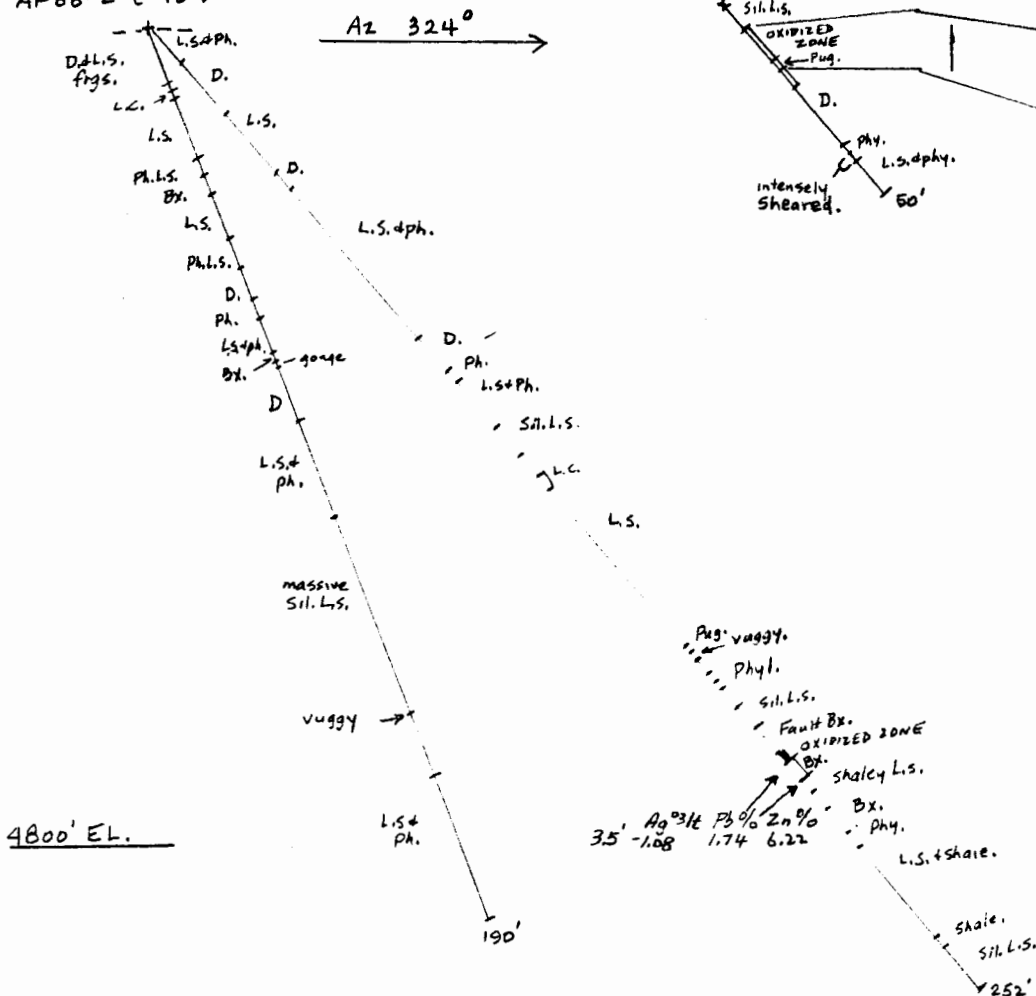 Az 324°
Sil. L.S.
OXIDIZED
ZONE
Pug.
D.
Phy.
L.S. & phy.
intensely
Sheared.
50'
L.S. & Ph.
D.
L.S.
D.
L.S. & ph.
D.
Ph.
L.S & Ph.
Sil. L.S.
L.C.
L.S.
Pug. vuggy.
Phyl.
Sil. L.S.
Fault Bx.
OXIDIZED ZONE
Bx.
Shaley L.S.
Bx.
Phy.
L.S. & Shale.
Shale.
Sil. L.S.
252'
D. & L.S.
frgs.
L.C.
L.S.
Ph. L.S.
Bx.
L.S.
Ph. L.S.
D.
Ph.
L.S. & ph.
Bx.
gouge
D
L.S. &
Ph.
massive
Sil. L.S.
vuggy
L.S &
Ph.
190'
4800' EL.
Ag oz/t Pb % Zn %
3.5' -1.08 1.74 6.22